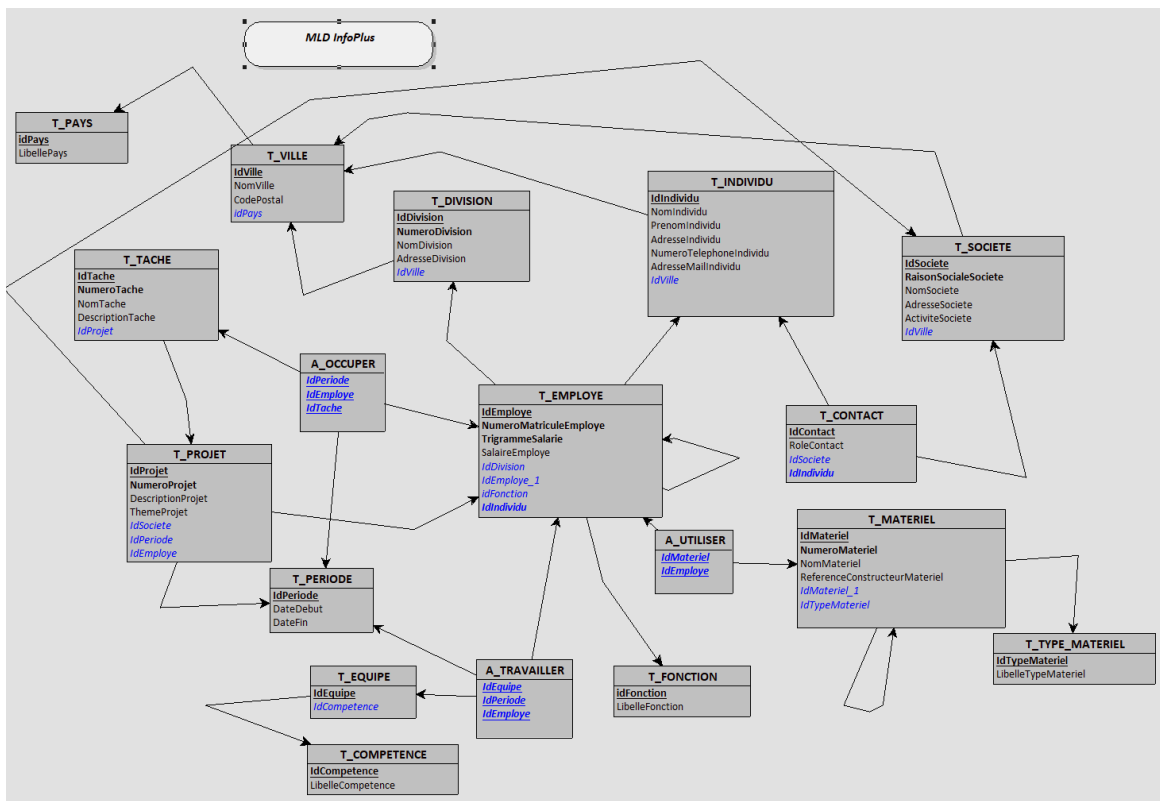 MLD InfoPlus
T_PAYS
idPays
LibellePays
T_VILLE
IdVille
NomVille
CodePostal
idPays
T_DIVISION
IdDivision
NumeroDivision
NomDivision
AdresseDivision
IdVille
T_INDIVIDU
IdIndividu
NomIndividu
PrenomIndividu
AdresseIndividu
NumeroTelephoneIndividu
AdresseMailIndividu
IdVille
T_SOCIETE
IdSociete
RaisonSocialeSociete
NomSociete
AdresseSociete
ActiviteSociete
IdVille
T_TACHE
IdTache
NumeroTache
NomTache
DescriptionTache
IdProjet
A_OCCUPER
IdPeriode
IdEmploye
IdTache
T_EMPLOYE
IdEmploye
NumeroMatriculeEmploye
TrigrammeSalarie
SalaireEmploye
IdDivision
IdEmploye_1
idFonction
IdIndividu
T_CONTACT
IdContact
RoleContact
IdSociete
IdIndividu
T_PROJET
IdProjet
NumeroProjet
DescriptionProjet
ThemeProjet
IdSociete
IdPeriode
IdEmploye
A_UTILISER
IdMateriel
IdEmploye
T_MATERIEL
IdMateriel
NumeroMateriel
NomMateriel
ReferenceConstructeurMateriel
IdMateriel_1
IdTypeMateriel
T_PERIODE
IdPeriode
DateDebut
DateFin
T_TYPE_MATERIEL
IdTypeMateriel
LibelleTypeMateriel
T_EQUIPE
IdEquipe
IdCompetence
A_TRAVAILLER
IdEquipe
IdPeriode
IdEmploye
T_FONCTION
idFonction
LibelleFonction
T_COMPETENCE
IdCompetence
LibelleCompetence